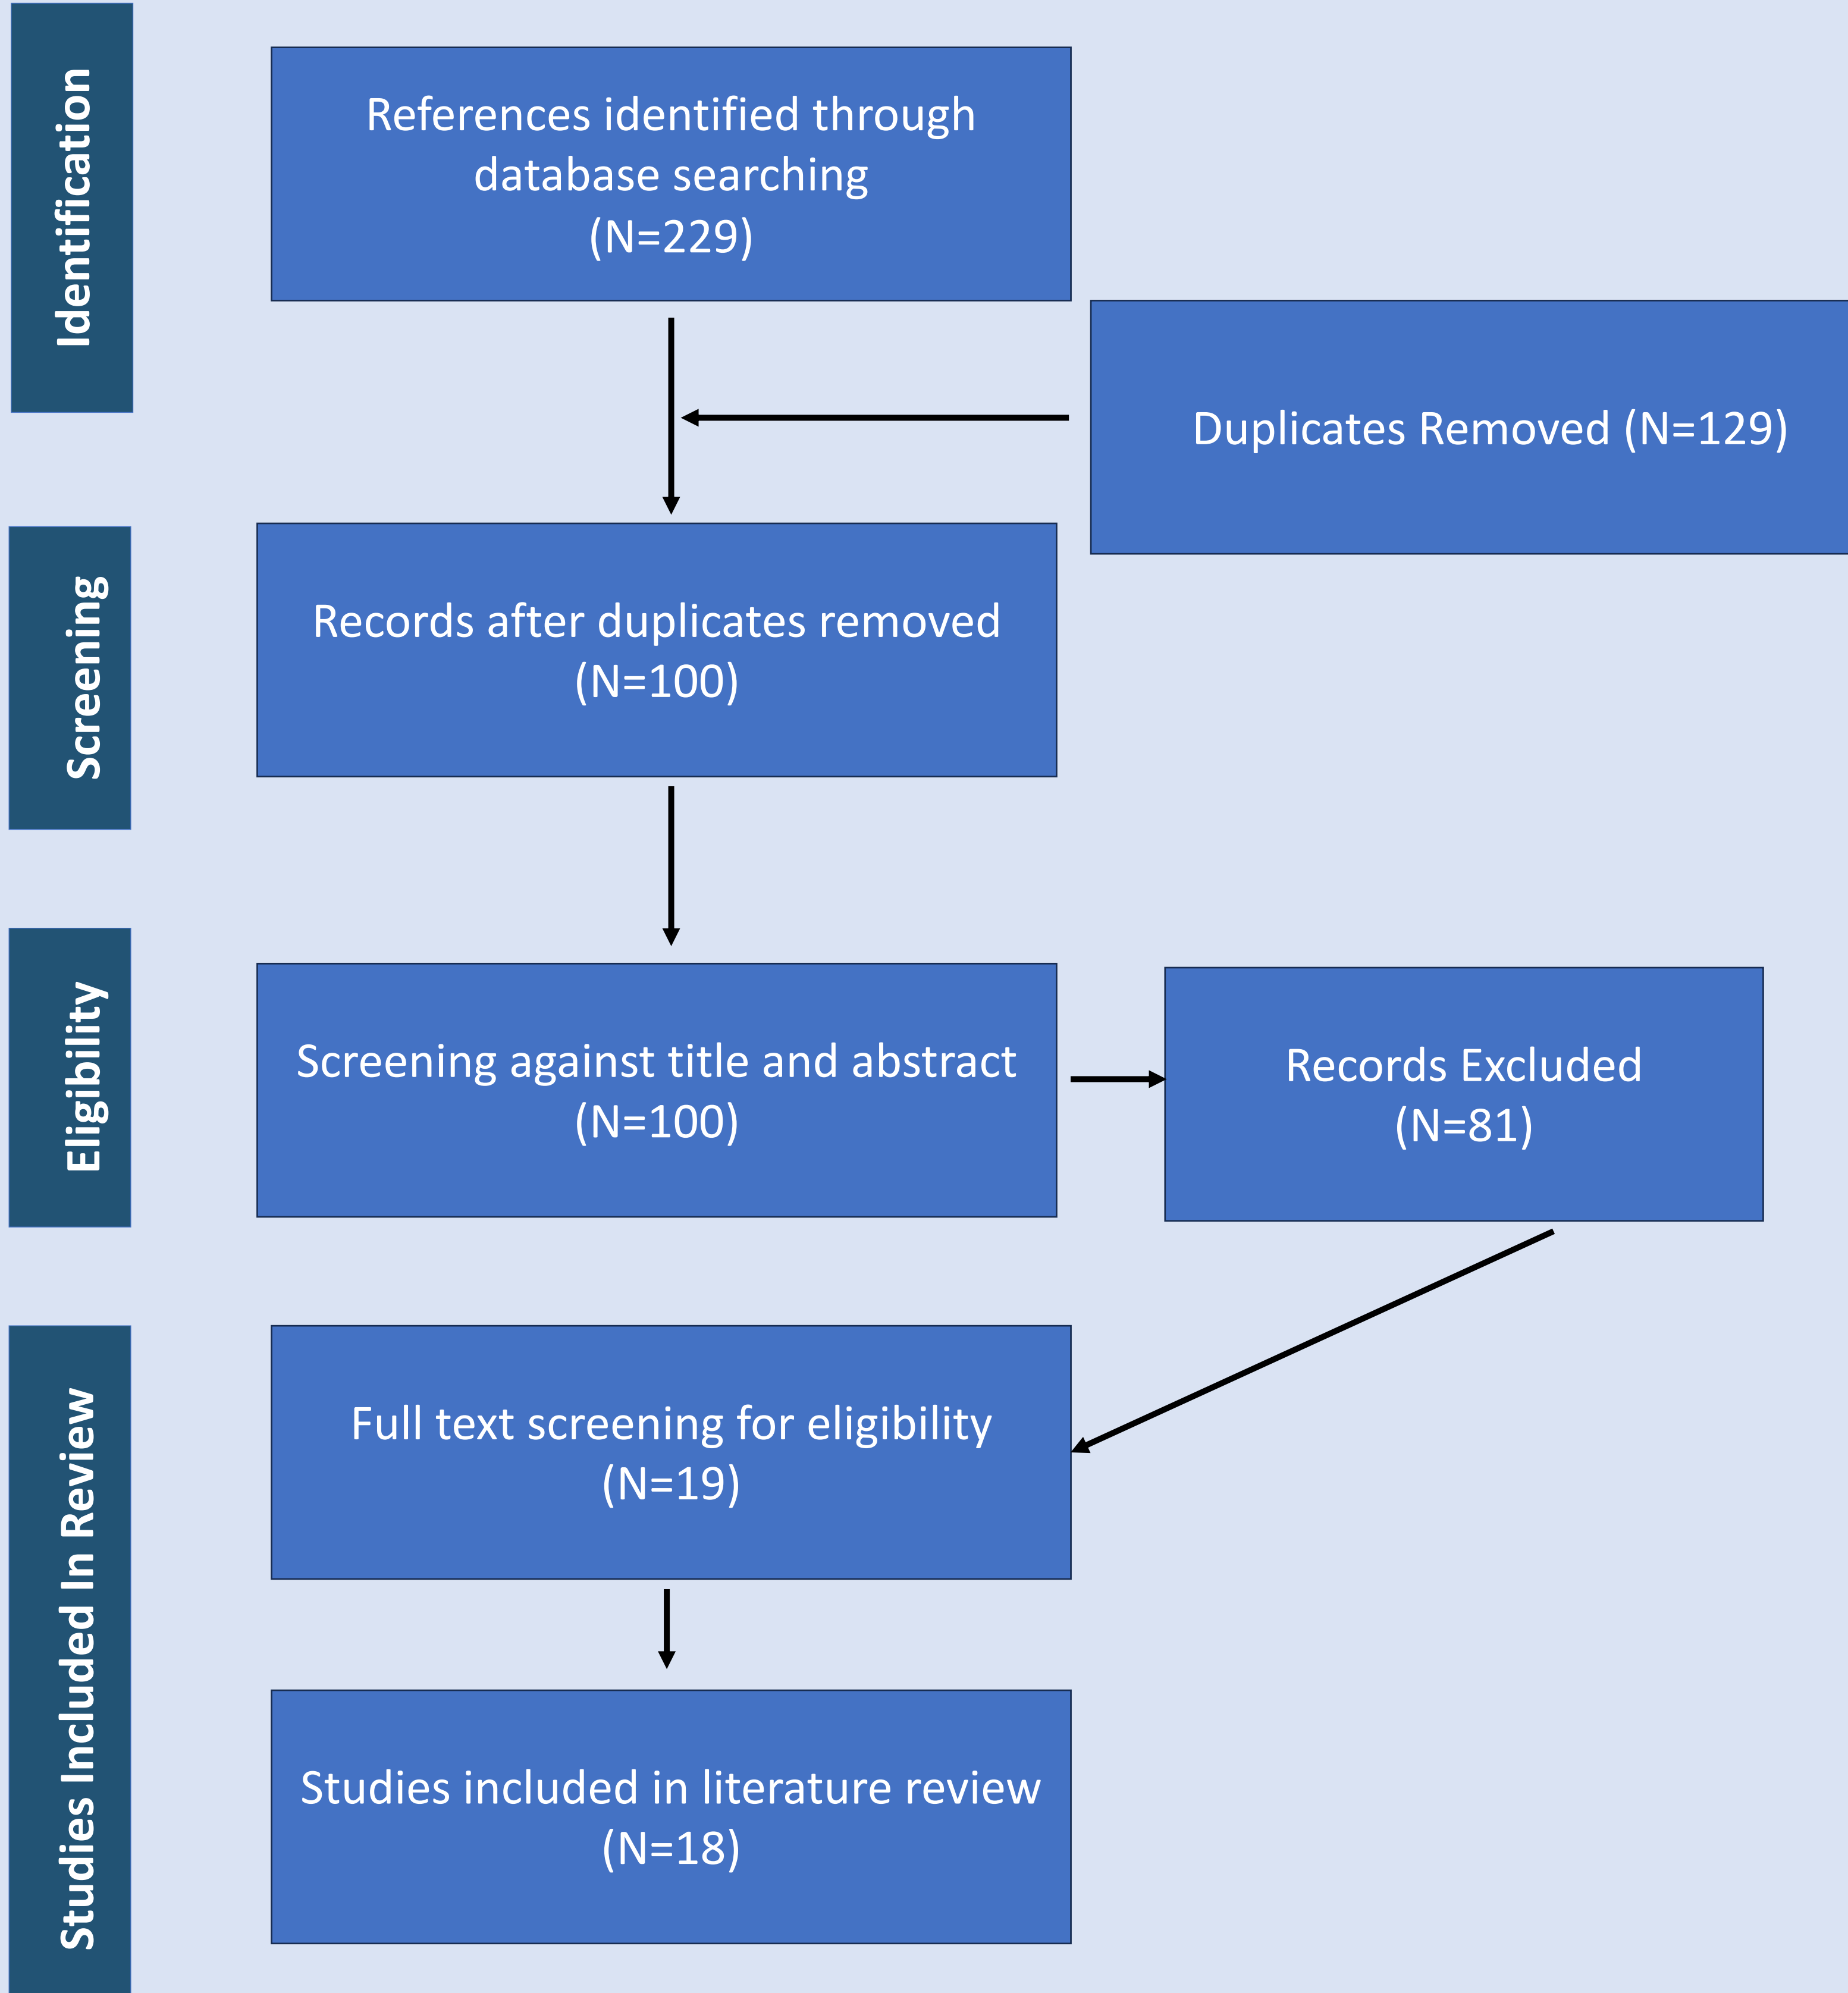 Identification
References identified through
database searching
(N=229)
Duplicates Removed (N=129)
Screening
Records after duplicates removed
(N=100)
Eligibility
Screening against title and abstract
(N=100)
Records Excluded
(N=81)
Studies Included In Review
Full text screening for eligibility
(N=19)
Studies included in literature review
(N=18)